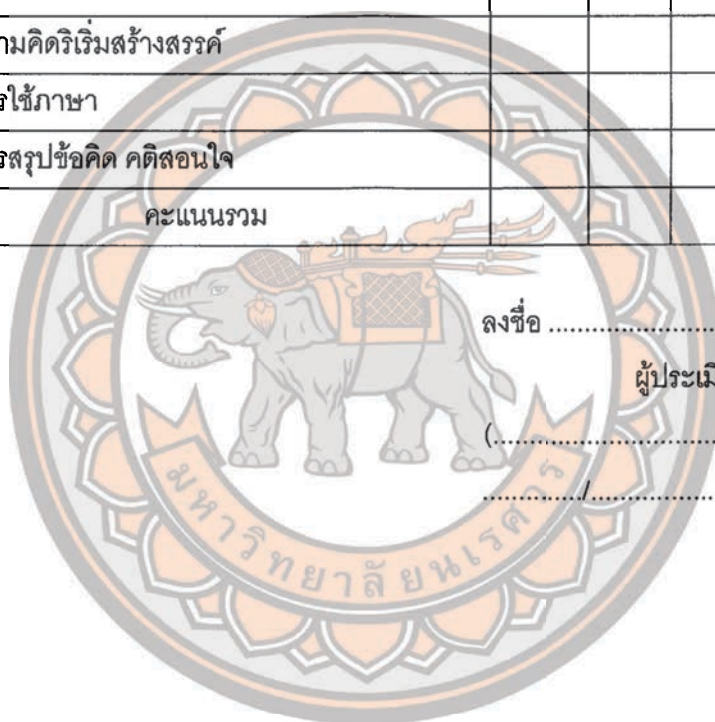 ามคิดริเริ่มสร้างสรรค์
รใช้ภาษา
รสรุปข้อคิด คติสอนใจ
คะแนนรวม
ลงชื่อ ........................
ผู้ประเมิ
(........................
............/................
มหาวิทยาลัยนเรศวร